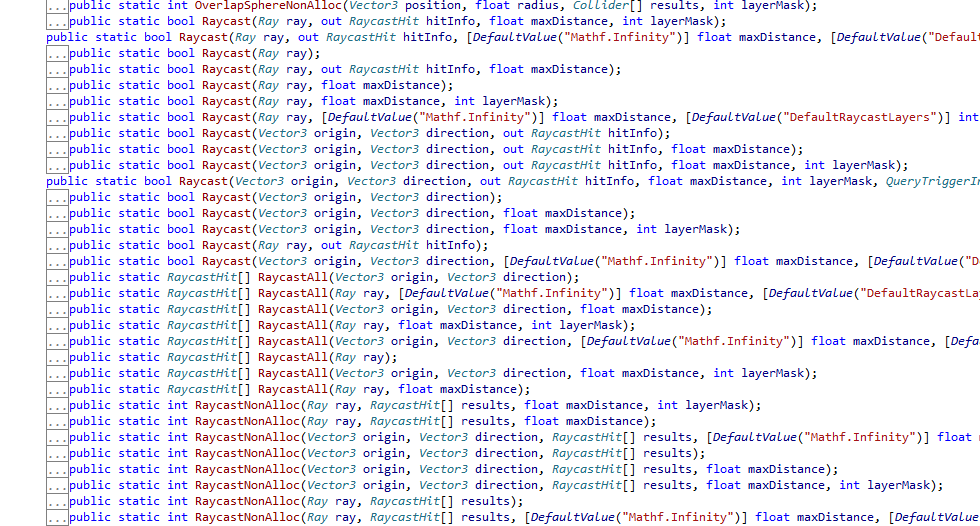 ...public static int OverlapSphereNonAlloc(Vector3 position, float radius, Collider[] results, int layerMask);
...public static bool Raycast(Ray ray, out RaycastHit hitInfo, float maxDistance, int layerMask);
public static bool Raycast(Ray ray, out RaycastHit hitInfo, [DefaultValue("Mathf.Infinity")] float maxDistance, [DefaultValue("Default
...public static bool Raycast(Ray ray);
...public static bool Raycast(Ray ray, out RaycastHit hitInfo, float maxDistance);
...public static bool Raycast(Ray ray, float maxDistance);
...public static bool Raycast(Ray ray, float maxDistance, int layerMask);
...public static bool Raycast(Ray ray, [DefaultValue("Mathf.Infinity")] float maxDistance, [DefaultValue("DefaultRaycastLayers")] int
...public static bool Raycast(Vector3 origin, Vector3 direction, out RaycastHit hitInfo);
...public static bool Raycast(Vector3 origin, Vector3 direction, out RaycastHit hitInfo, float maxDistance);
...public static bool Raycast(Vector3 origin, Vector3 direction, out RaycastHit hitInfo, float maxDistance, int layerMask);
public static bool Raycast(Vector3 origin, Vector3 direction, out RaycastHit hitInfo, float maxDistance, int layerMask, QueryTriggerIn
...public static bool Raycast(Vector3 origin, Vector3 direction);
...public static bool Raycast(Vector3 origin, Vector3 direction, float maxDistance);
...public static bool Raycast(Vector3 origin, Vector3 direction, float maxDistance, int layerMask);
...public static bool Raycast(Ray ray, out RaycastHit hitInfo);
...public static bool Raycast(Vector3 origin, Vector3 direction, [DefaultValue("Mathf.Infinity")] float maxDistance, [DefaultValue("D
...public static RaycastHit[] RaycastAll(Vector3 origin, Vector3 direction);
...public static RaycastHit[] RaycastAll(Ray ray, [DefaultValue("Mathf.Infinity")] float maxDistance, [DefaultValue("DefaultRaycastLa
...public static RaycastHit[] RaycastAll(Vector3 origin, Vector3 direction, float maxDistance);
...public static RaycastHit[] RaycastAll(Ray ray, float maxDistance, int layerMask);
...public static RaycastHit[] RaycastAll(Vector3 origin, Vector3 direction, [DefaultValue("Mathf.Infinity")] float maxDistance, [Defa
...public static RaycastHit[] RaycastAll(Ray ray);
...public static RaycastHit[] RaycastAll(Vector3 origin, Vector3 direction, float maxDistance, int layerMask);
...public static RaycastHit[] RaycastAll(Ray ray, float maxDistance);
...public static int RaycastNonAlloc(Ray ray, RaycastHit[] results, float maxDistance, int layerMask);
...public static int RaycastNonAlloc(Ray ray, RaycastHit[] results, float maxDistance);
...public static int RaycastNonAlloc(Vector3 origin, Vector3 direction, RaycastHit[] results, [DefaultValue("Mathf.Infinity")] float
...public static int RaycastNonAlloc(Vector3 origin, Vector3 direction, RaycastHit[] results);
...public static int RaycastNonAlloc(Vector3 origin, Vector3 direction, RaycastHit[] results, float maxDistance);
...public static int RaycastNonAlloc(Vector3 origin, Vector3 direction, RaycastHit[] results, float maxDistance, int layerMask);
...public static int RaycastNonAlloc(Ray ray, RaycastHit[] results);
...public static int RaycastNonAlloc(Ray ray, RaycastHit[] results, [DefaultValue("Mathf.Infinity")] float maxDistance, [DefaultValue